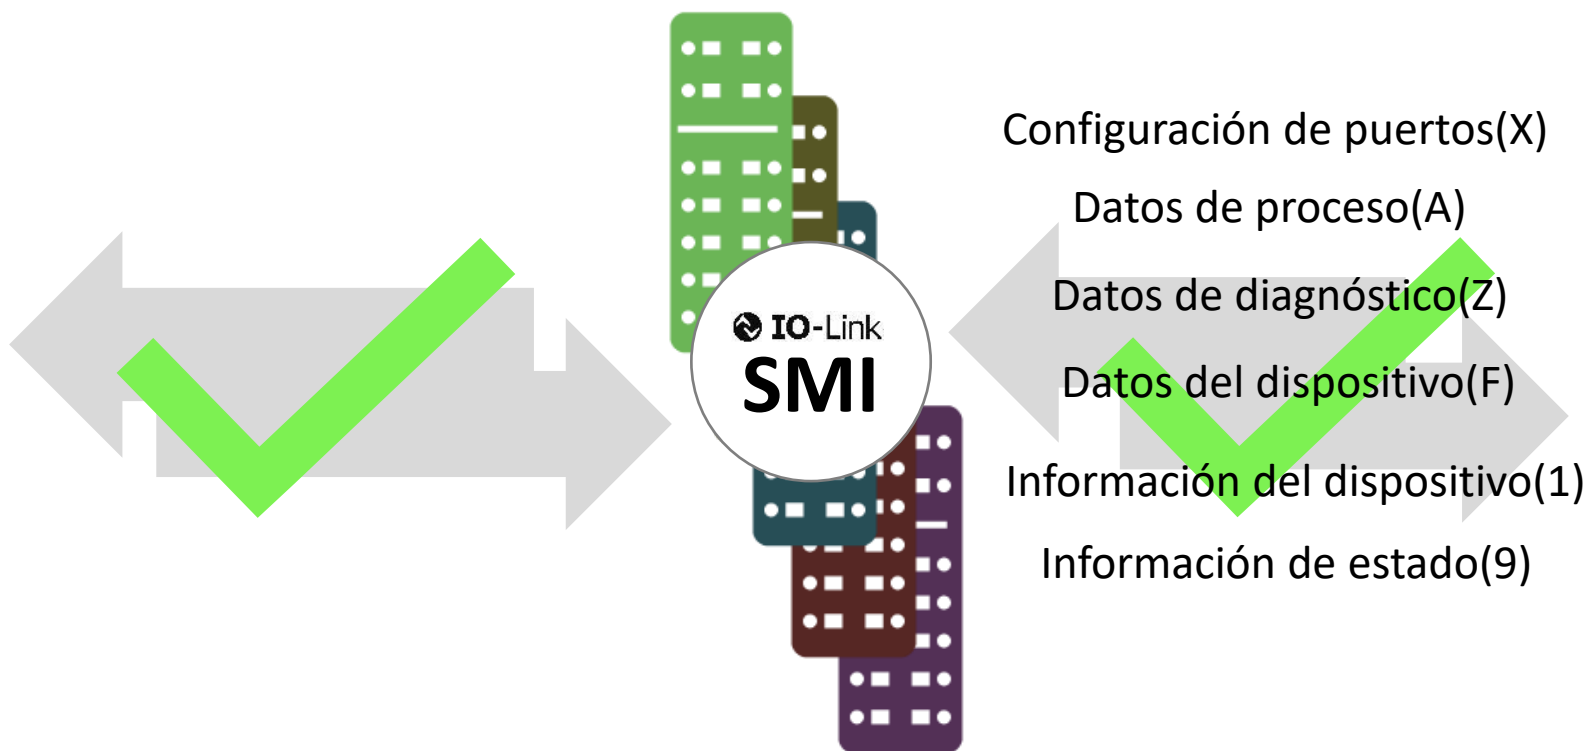 Configuración de puertos(X)
Datos de proceso(A)
Datos de diagnóstico(Z)
IO-Link
SMI
Datos del dispositivo(F)
Información del dispositivo(1)
Información de estado(9)